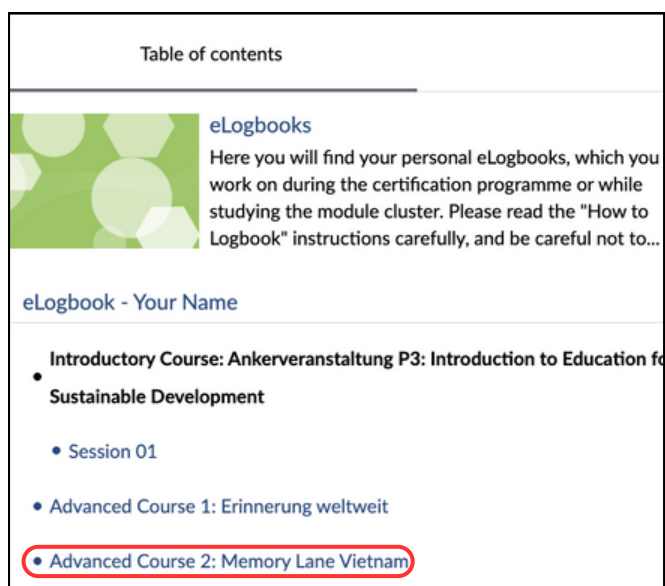 Table of contents
eLogbooks
Here you will find your personal eLogbooks, which you
work on during the certification programme or while
studying the module cluster. Please read the "How to
Logbook" instructions carefully, and be careful not to...
eLogbook - Your Name
Introductory Course: Ankerveranstaltung P3: Introduction to Education fo
Sustainable Development
Session 01
Advanced Course 1: Erinnerung weltweit
Advanced Course 2: Memory Lane Vietnam